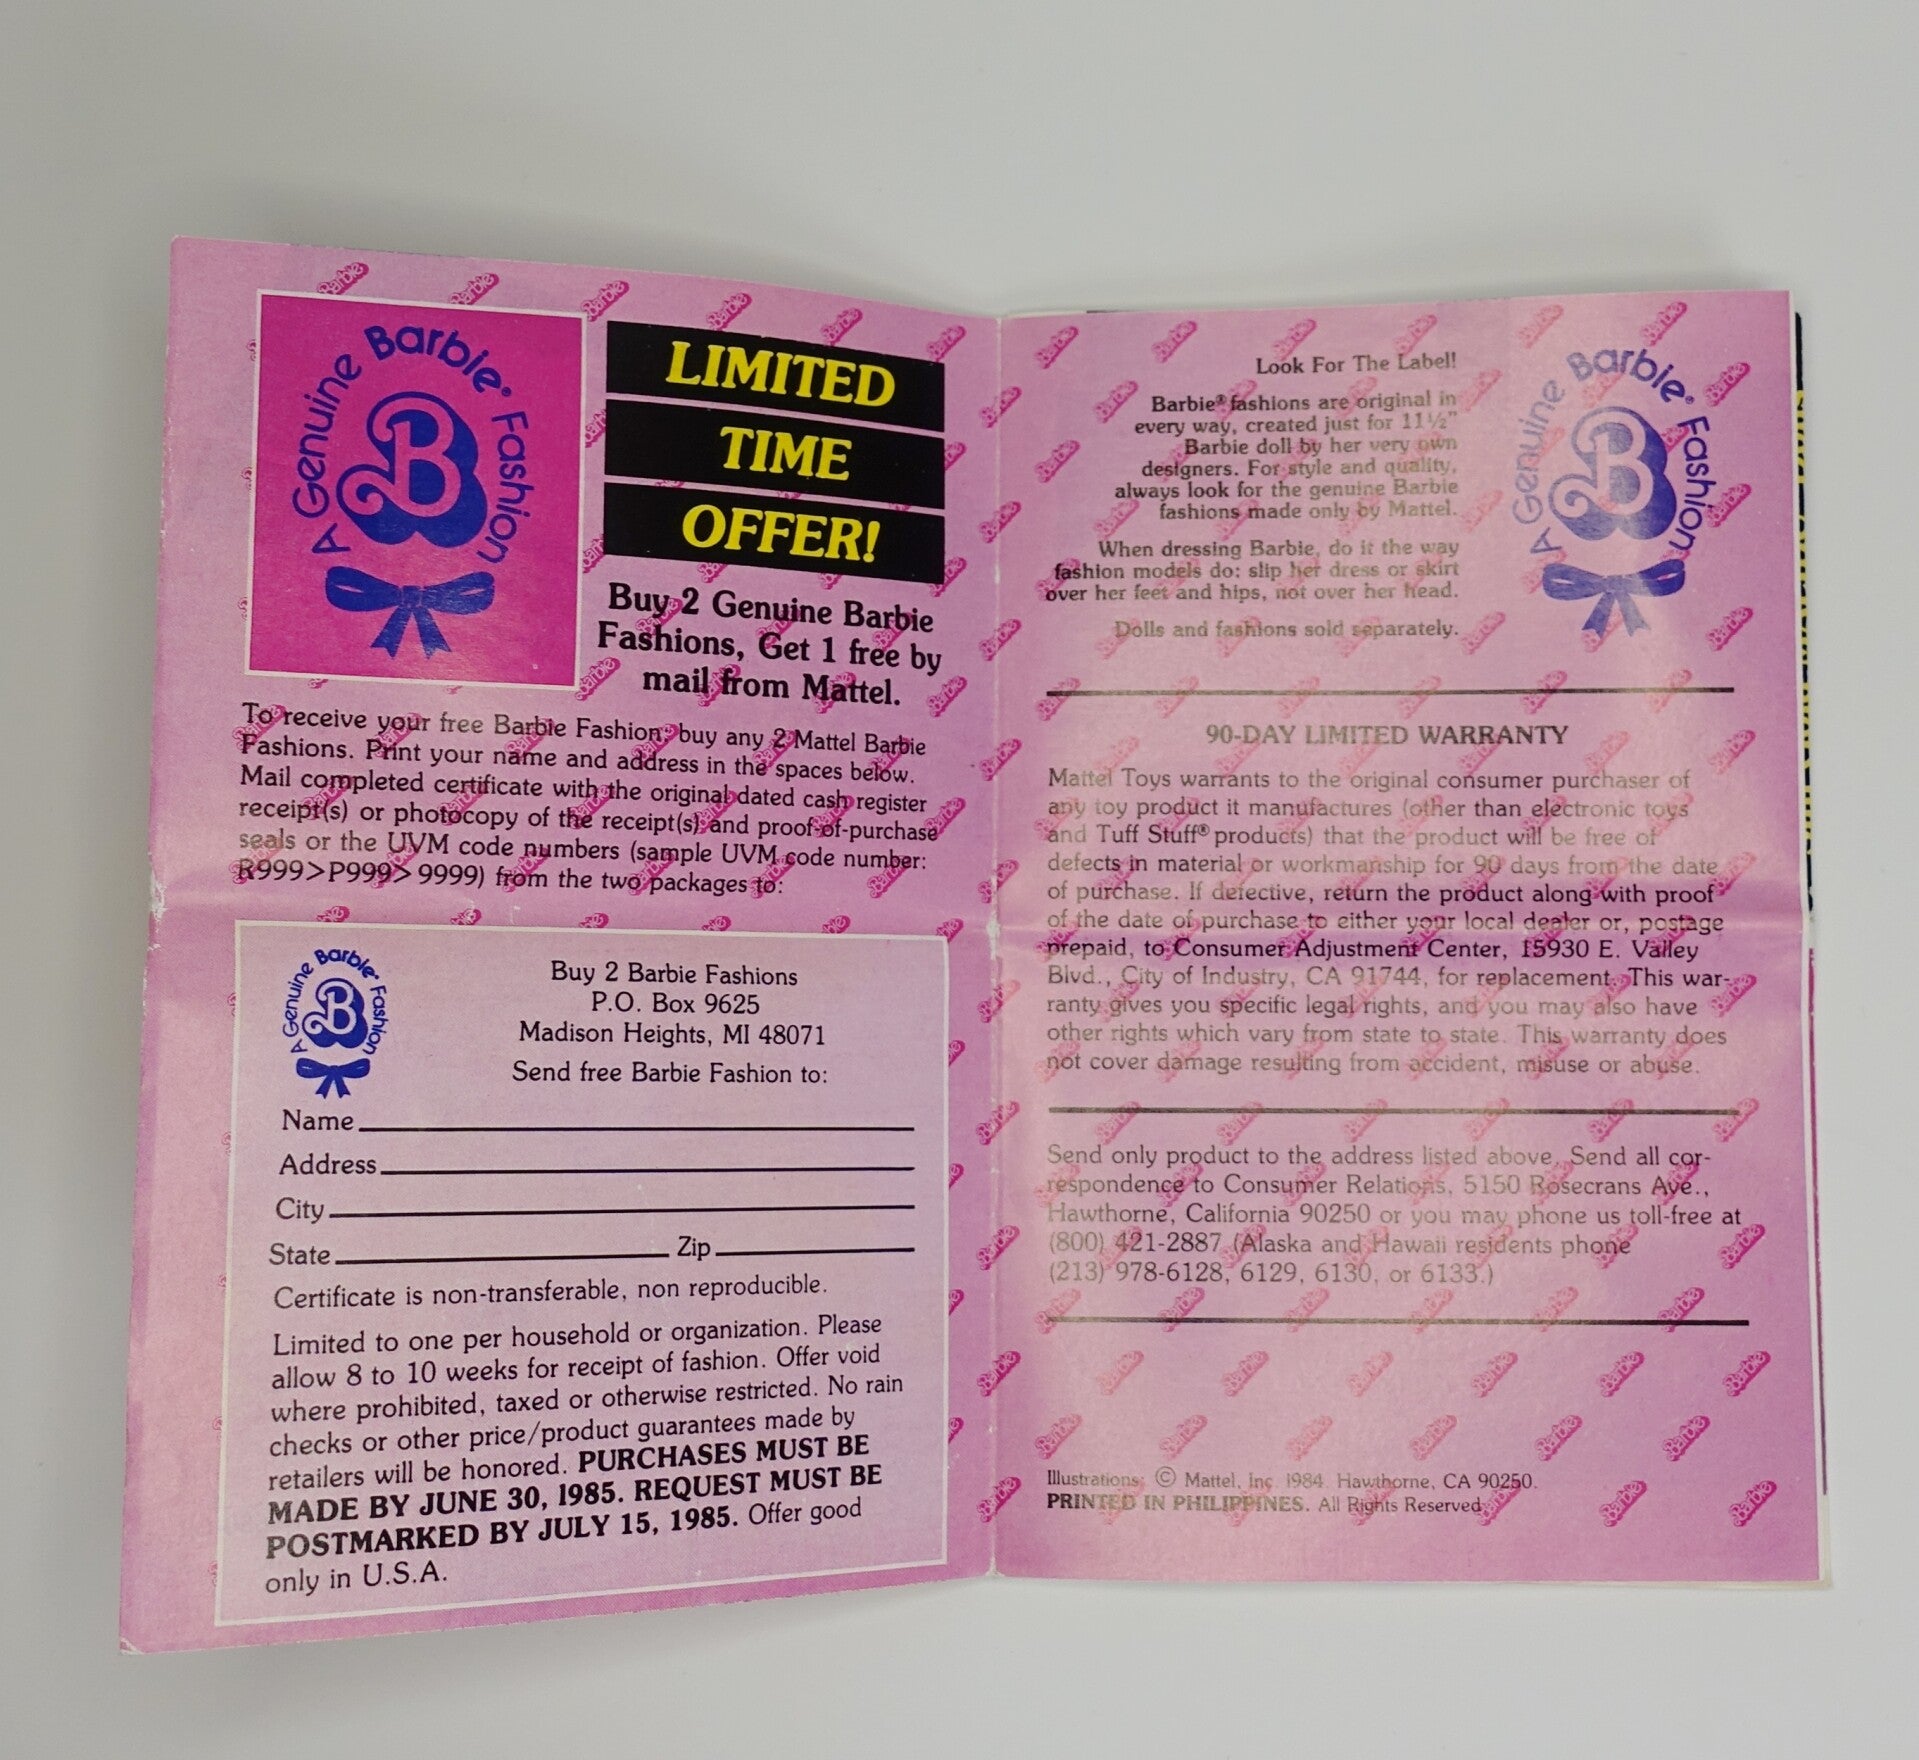 A Genuine Barbie® Fashion
B
LIMITED
TIME
OFFER!
Buy 2 Genuine Barbie
Fashions, Get 1 free by
mail from Mattel.
To receive your free Barbie Fashion, buy any 2 Mattel Barbie
Fashions. Print your name and address in the spaces below.
Mail completed certificate with the original dated cash register
receipt(s) or photocopy of the receipt(s) and proof-of-purchase
seals or the UVM code numbers (sample UVM code number:
R999>P999>9999) from the two packages to:
A Genuine Barbie® Fashion
B
Buy 2 Barbie Fashions
P.O. Box 9625
Madison Heights, MI 48071
Send free Barbie Fashion to:
Name
Address
City
State Zip
Certificate is non-transferable, non reproducible.
Limited to one per household or organization. Please
allow 8 to 10 weeks for receipt of fashion. Offer void
where prohibited, taxed or otherwise restricted. No rain
checks or other price/product guarantees made by
retailers will be honored. PURCHASES MUST BE
MADE BY JUNE 30, 1985. REQUEST MUST BE
POSTMARKED BY JULY 15, 1985. Offer good
only in U.S.A.
Look For The Label!
Barbie® fashions are original in
every way, created just for 11½"
Barbie doll by her very own
designers. For style and quality,
always look for the genuine Barbie
fashions made only by Mattel.
When dressing Barbie, do it the way
fashion models do: slip her dress or skirt
over her feet and hips, not over her head.
Dolls and fashions sold separately.
A Genuine Barbie® Fashion
B
90-DAY LIMITED WARRANTY
Mattel Toys warrants to the original consumer purchaser of
any toy product it manufactures (other than electronic toys
and Tuff Stuff® products) that the product will be free of
defects in material or workmanship for 90 days from the date
of purchase. If defective, return the product along with proof
of the date of purchase to either your local dealer or, postage
prepaid, to Consumer Adjustment Center, 15930 E. Valley
Blvd., City of Industry, CA 91744, for replacement. This war-
ranty gives you specific legal rights, and you may also have
other rights which vary from state to state. This warranty does
not cover damage resulting from accident, misuse or abuse.
Send only product to the address listed above. Send all cor-
respondence to Consumer Relations, 5150 Rosecrans Ave.,
Hawthorne, California 90250 or you may phone us toll-free at
(800) 421-2887 (Alaska and Hawaii residents phone
(213) 978-6128, 6129, 6130, or 6133.)
Illustrations: © Mattel, Inc. 1984. Hawthorne, CA 90250.
PRINTED IN PHILIPPINES. All Rights Reserved.